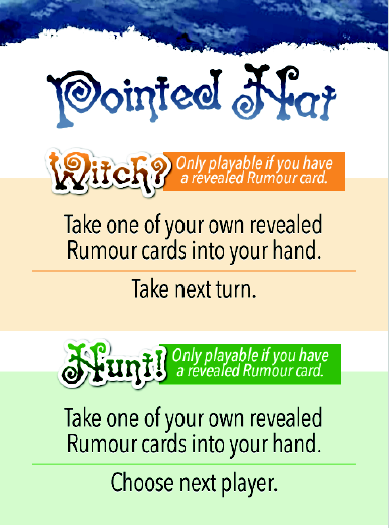 Pointed Hat
Witch?
Only playable if you have
a revealed Rumour card.
Take one of your own revealed
Rumour cards into your hand.
Take next turn.
Hunt!
Only playable if you have
a revealed Rumour card.
Take one of your own revealed
Rumour cards into your hand.
Choose next player.